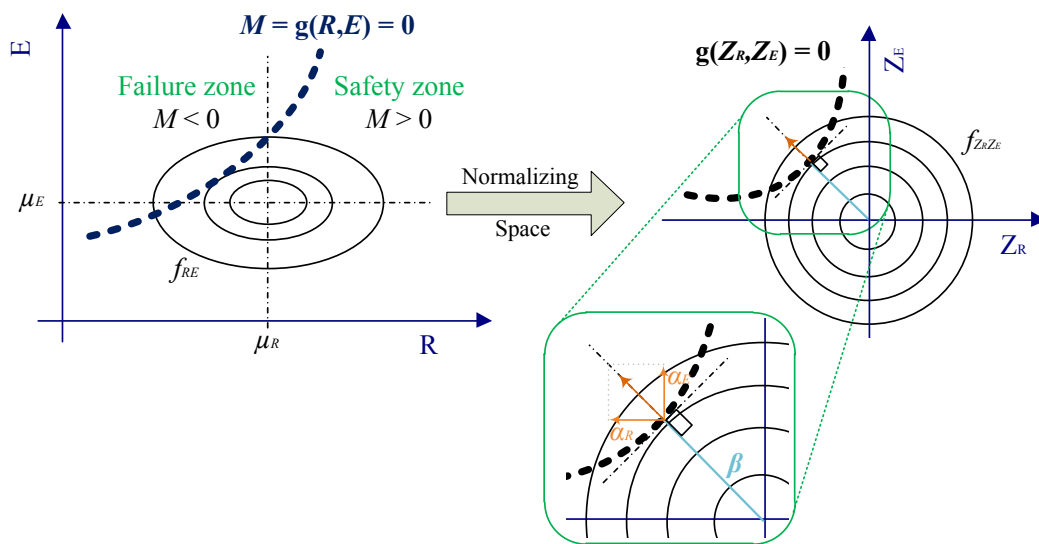 E
M = g(R,E) = 0
Failure zone
M < 0
Safety zone
M > 0
μE
fRE
μR
R
Normalizing
Space
g(ZR,ZE) = 0
ZE
fZRZE
ZR
αE
αR
β